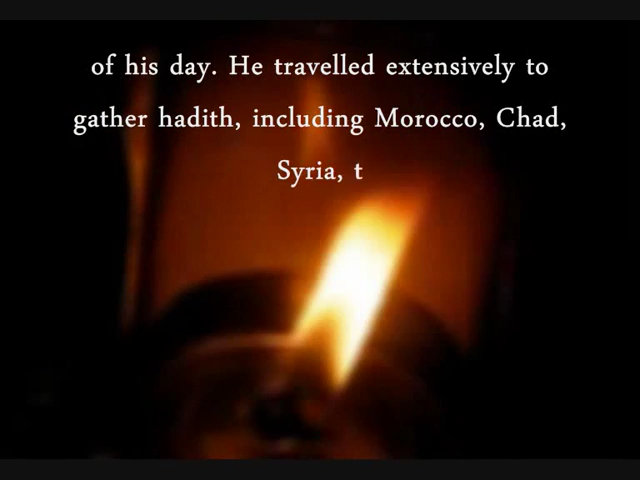 of his day. He travelled extensively to
gather hadith, including Morocco, Chad,
Syria, t